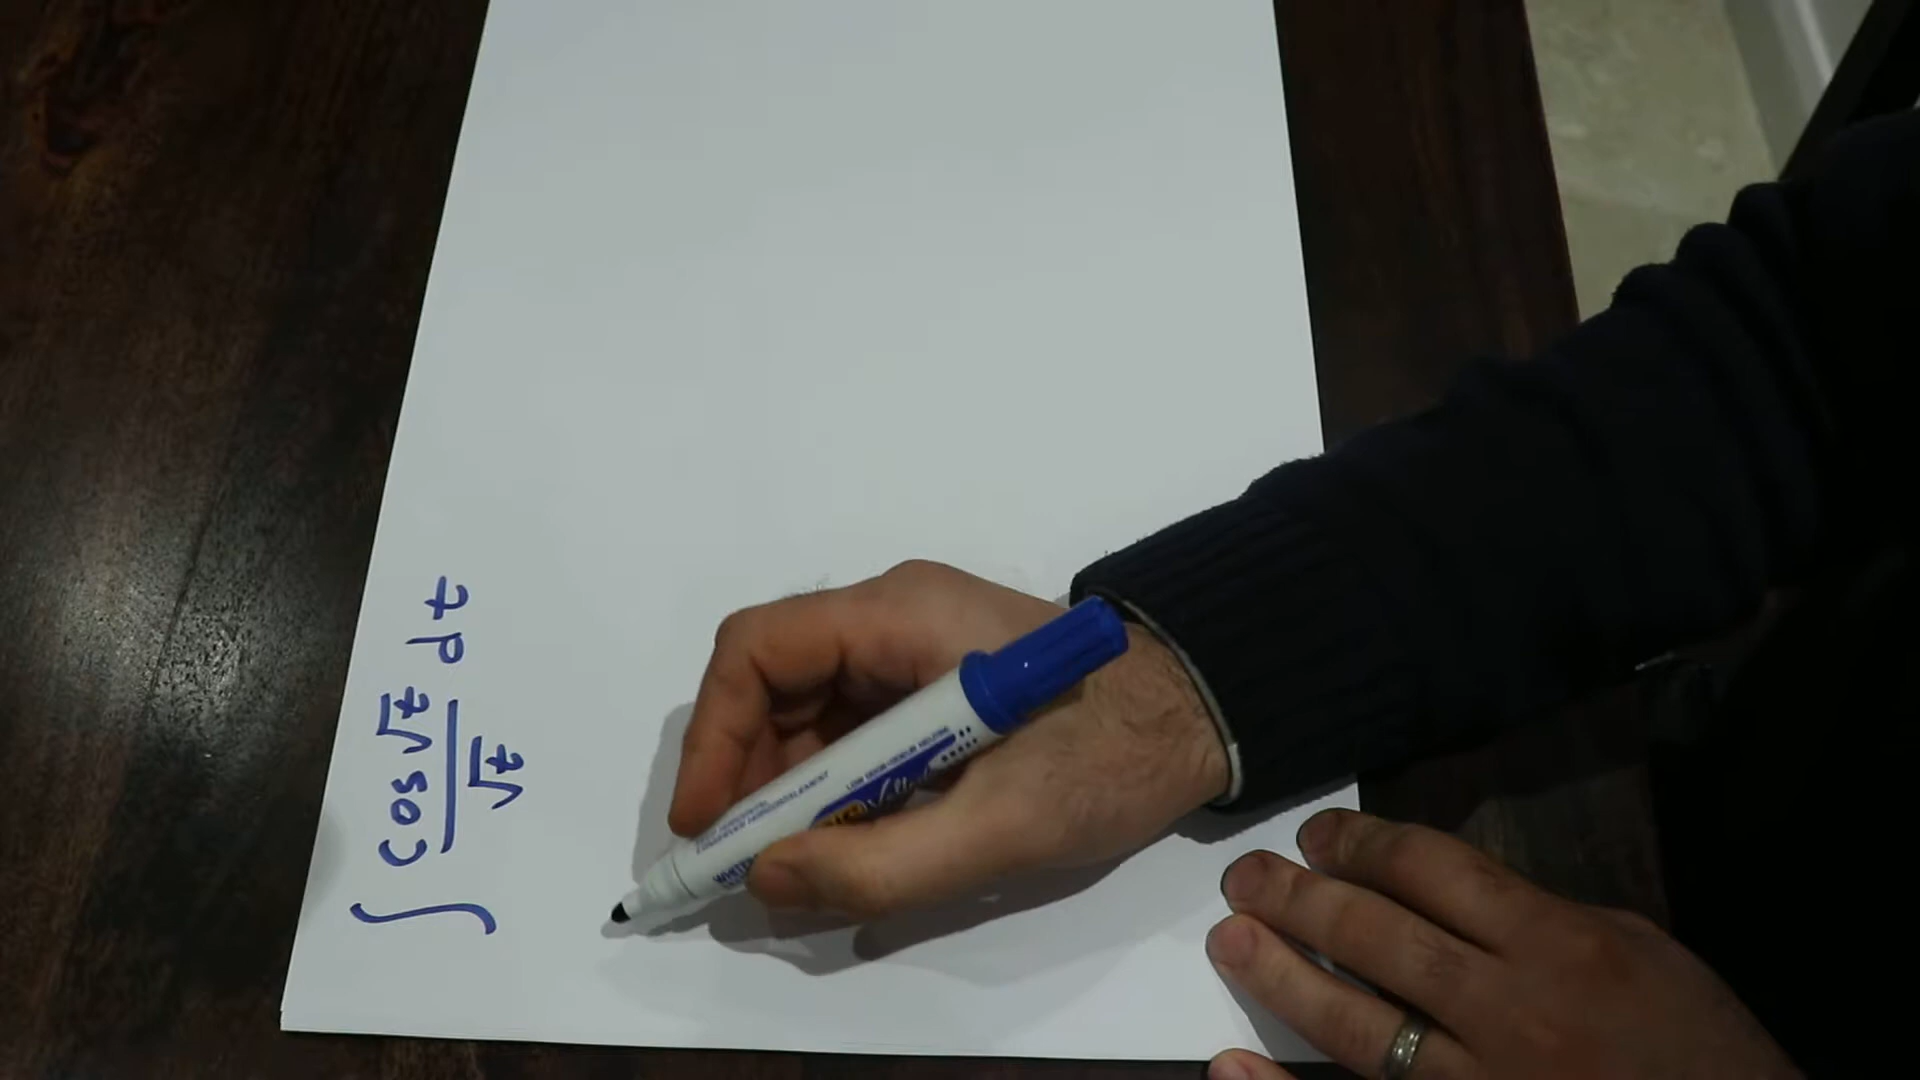 ∫ cos√t/√t dt